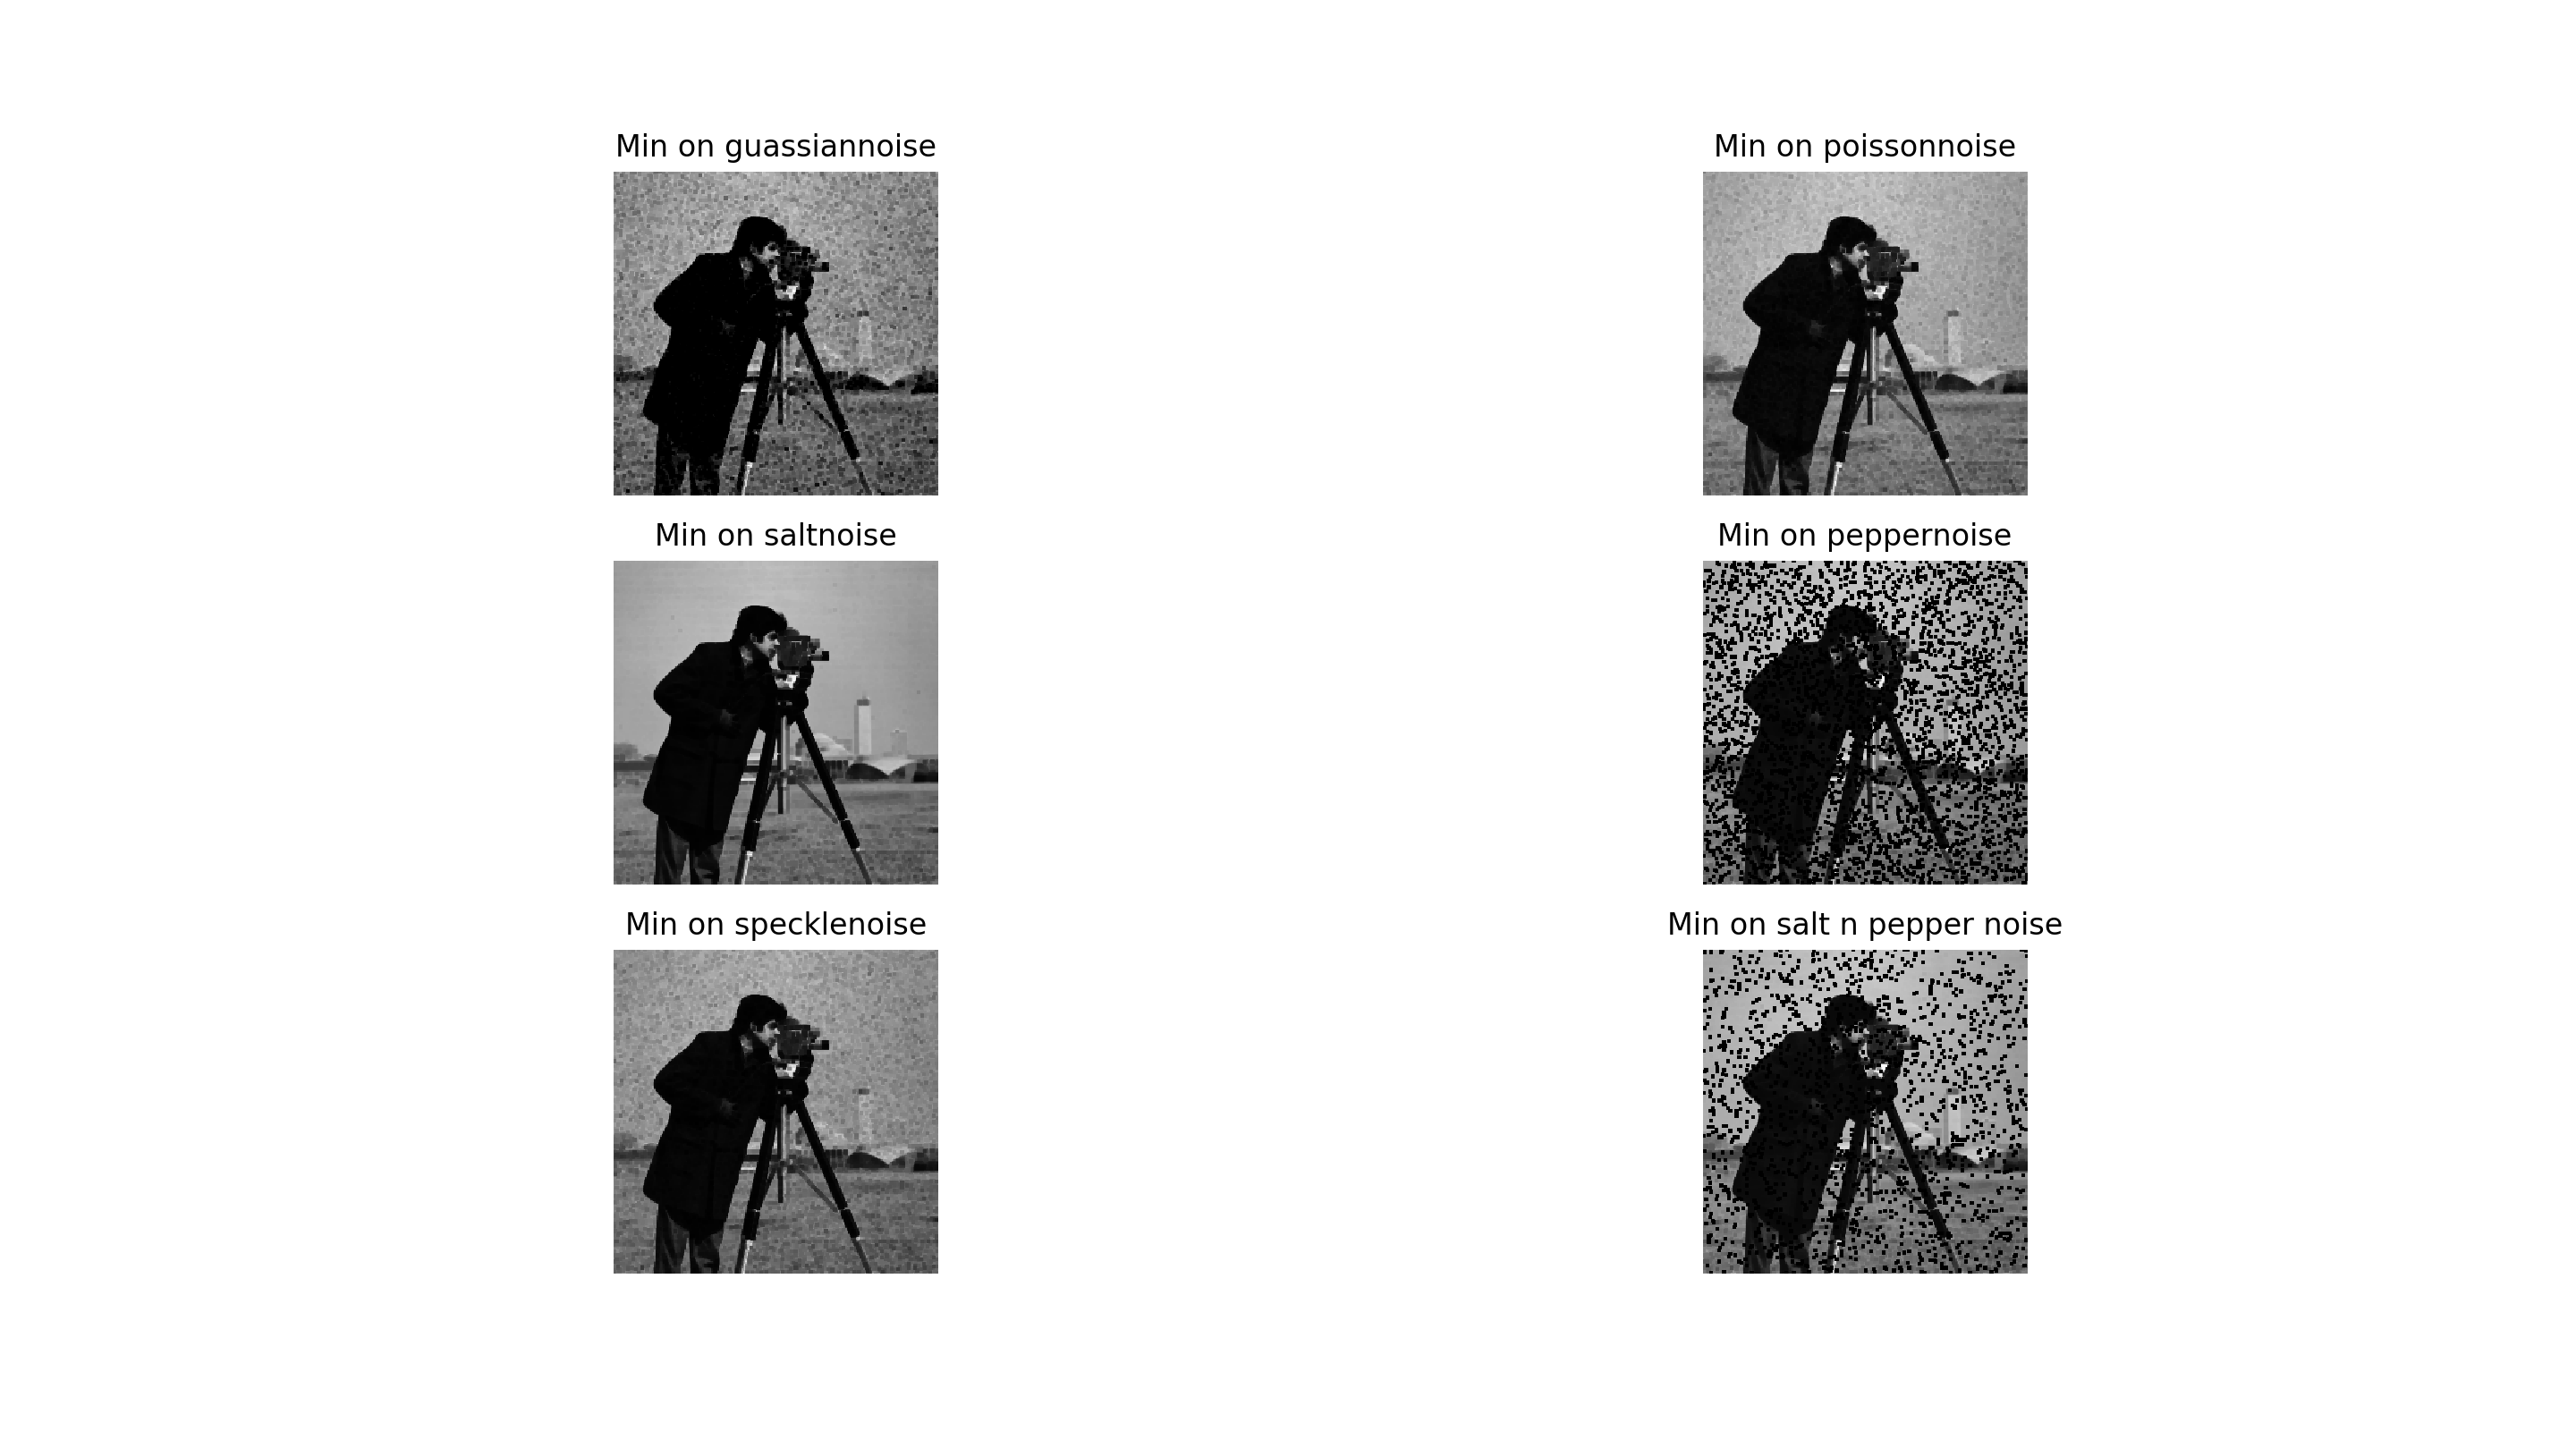 Min on guassiannoise
Min on poissonnoise
Min on saltnoise
Min on peppernoise
Min on specklenoise
Min on salt n pepper noise